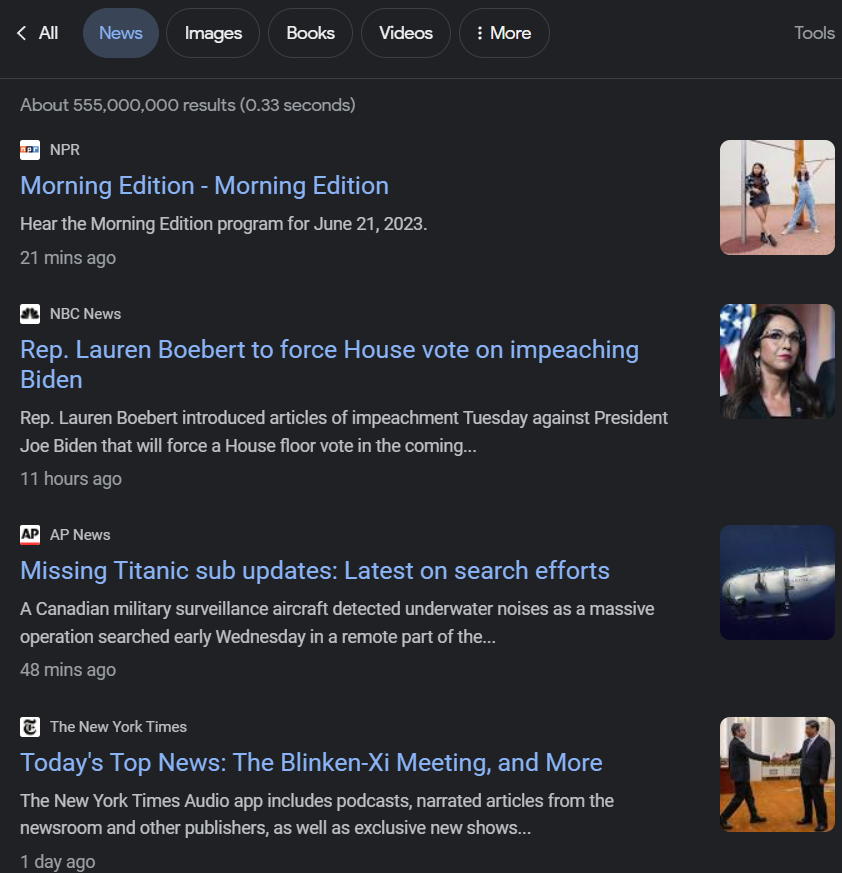 All
News
Images
Books
Videos
More
Tools
About 555,000,000 results (0.33 seconds)
npr NPR
Morning Edition - Morning Edition
Hear the Morning Edition program for June 21, 2023.
21 mins ago
NBC News
Rep. Lauren Boebert to force House vote on impeaching
Biden
Rep. Lauren Boebert introduced articles of impeachment Tuesday against President
Joe Biden that will force a House floor vote in the coming...
11 hours ago
AP AP News
Missing Titanic sub updates: Latest on search efforts
A Canadian military surveillance aircraft detected underwater noises as a massive
operation searched early Wednesday in a remote part of the...
48 mins ago
T The New York Times
Today's Top News: The Blinken-Xi Meeting, and More
The New York Times Audio app includes podcasts, narrated articles from the
newsroom and other publishers, as well as exclusive new shows...
1 day ago